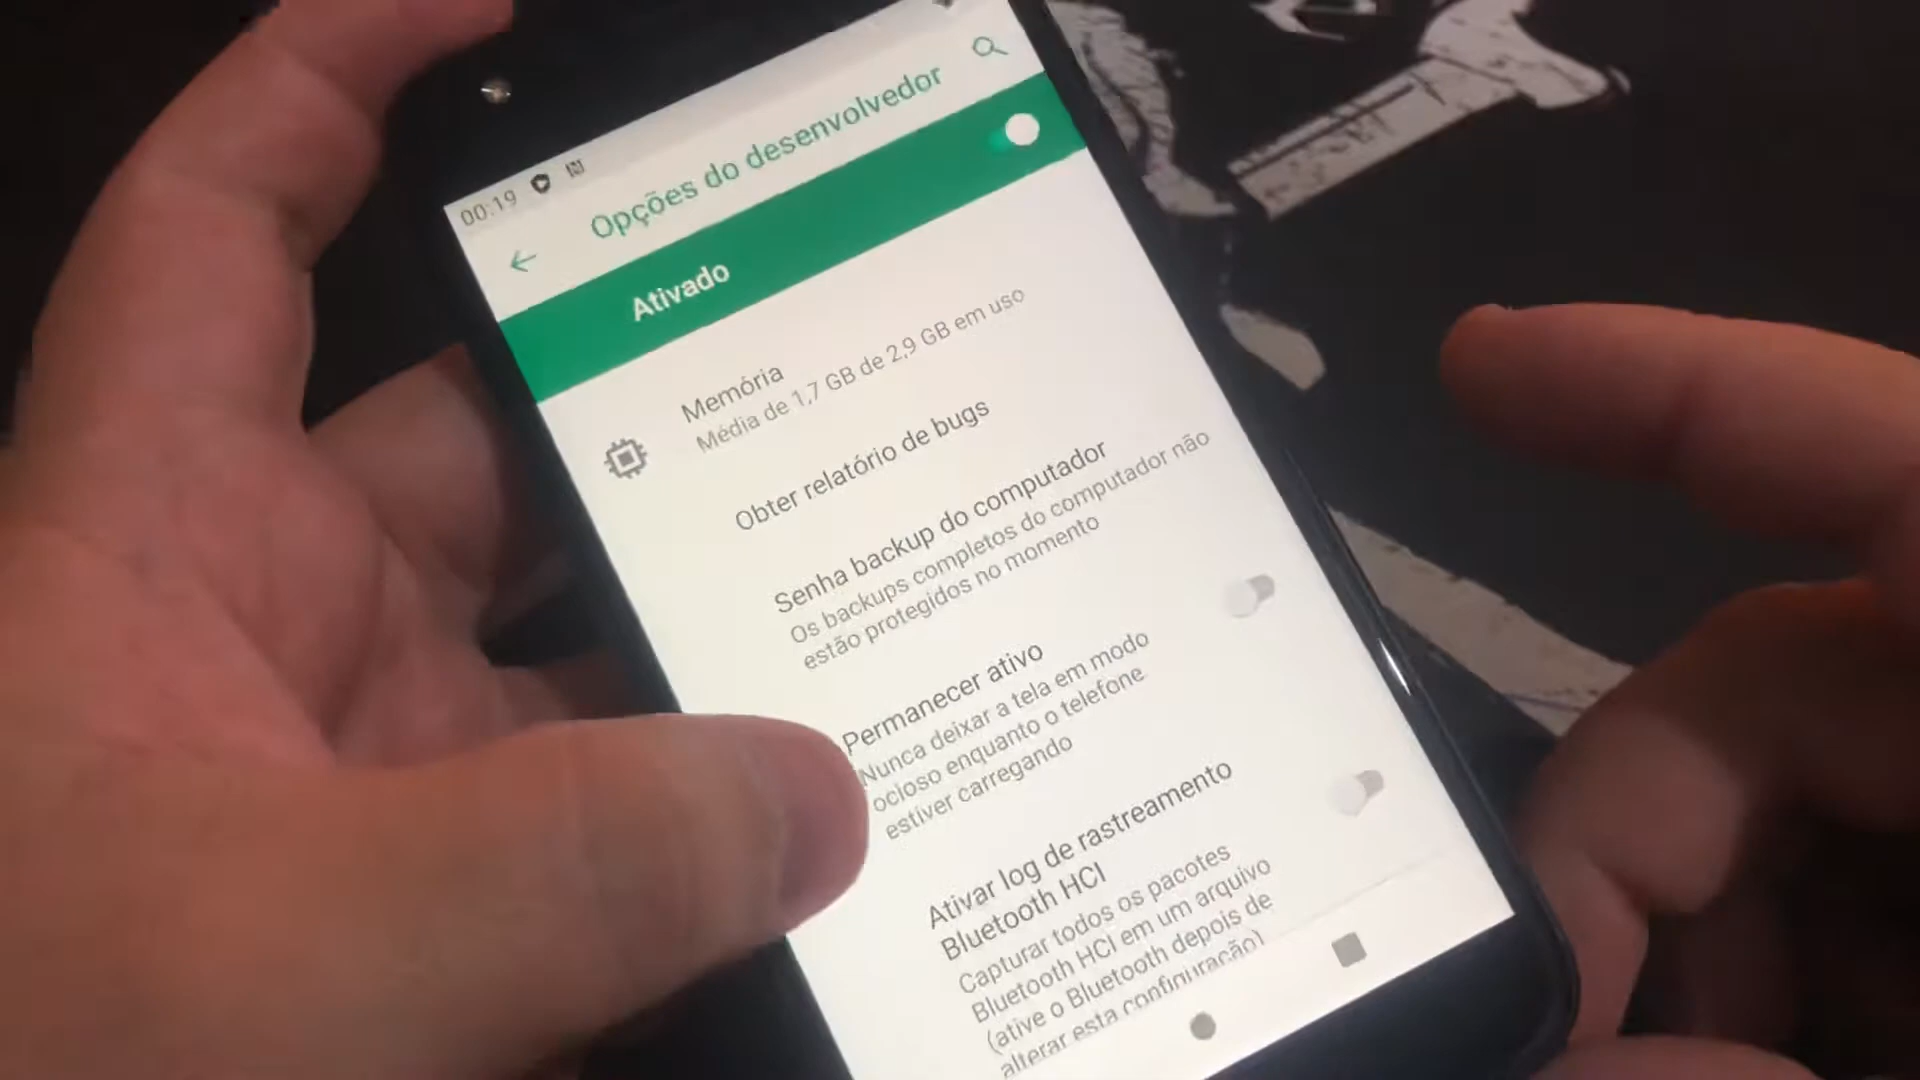 00:19
Opções do desenvolvedor
Ativado
Memória
Média de 1,7 GB de 2,9 GB em uso
Obter relatório de bugs
Senha backup do computador
Os backups completos do computador não
estão protegidos no momento
Permanecer ativo
Nunca deixar a tela em modo
ocioso enquanto o telefone
estiver carregando
Ativar log de rastreamento
Bluetooth HCI
Capturar todos os pacotes
Bluetooth HCI em um arquivo
(ative o Bluetooth depois de
alterar esta configuração)